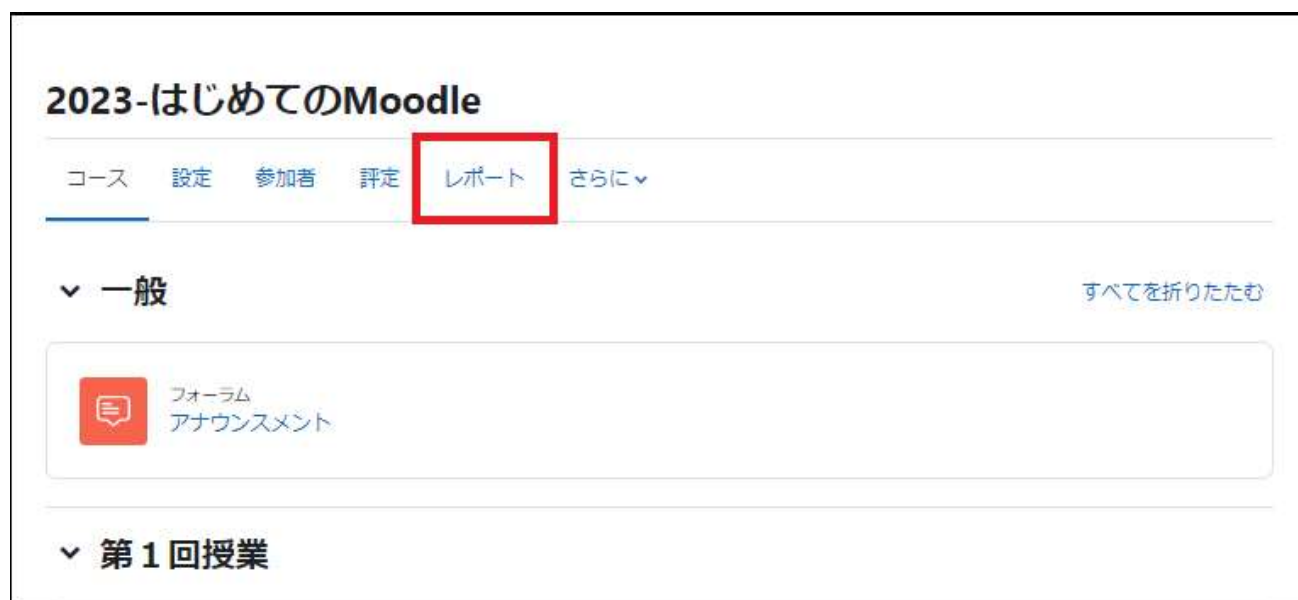 2023-はじめてのMoodle
コース 設定 参加者 評定 レポート さらに
一般 すべてを折りたたむ
フォーラム
アナウンスメント
第1回授業